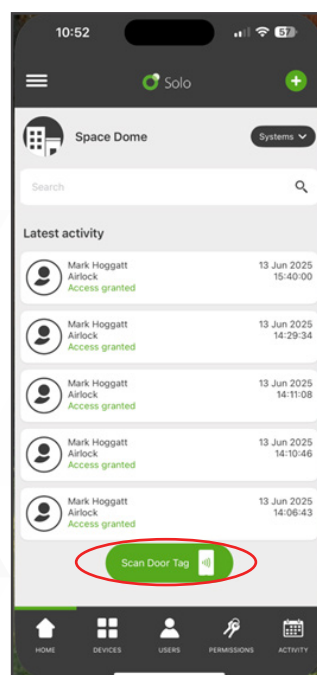 10:52
57
Solo
Space Dome
Systems
Search
Latest activity
Mark Hoggatt
13 Jun 2025
Airlock
15:40:00
Access granted
Mark Hoggatt
13 Jun 2025
Airlock
14:29:34
Access granted
Mark Hoggatt
13 Jun 2025
Airlock
14:11:08
Access granted
Mark Hoggatt
13 Jun 2025
Airlock
14:10:46
Access granted
Mark Hoggatt
13 Jun 2025
Airlock
14:06:43
Access granted
Scan Door Tag
HOME
DEVICES
USERS
PERMISSIONS
ACTIVITY